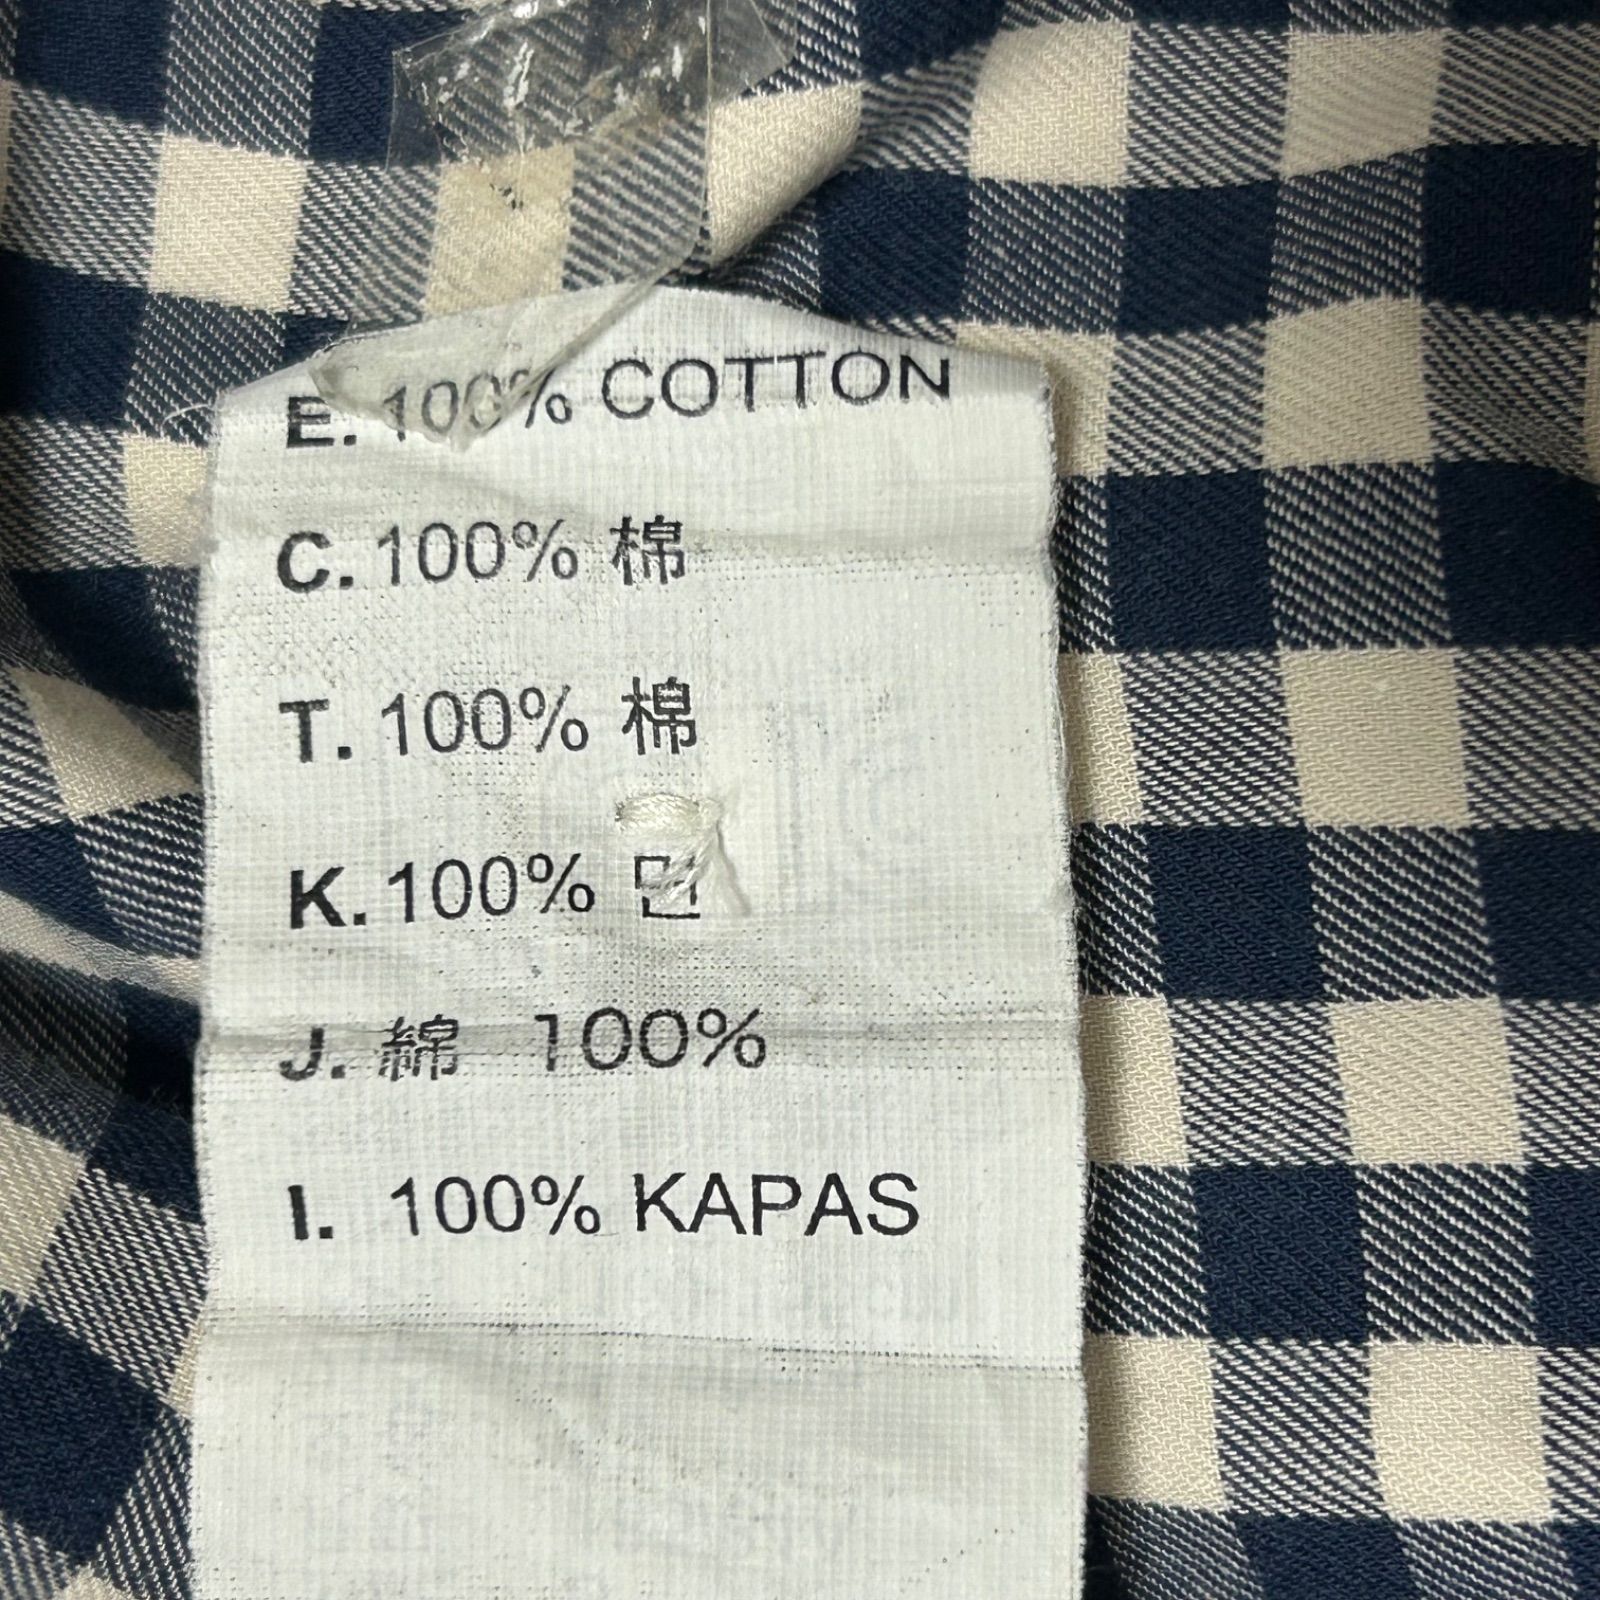 E. 100% COTTON
C. 100% 棉
T. 100% 棉
K. 100% 면
J. 綿 100%
I. 100% KAPAS